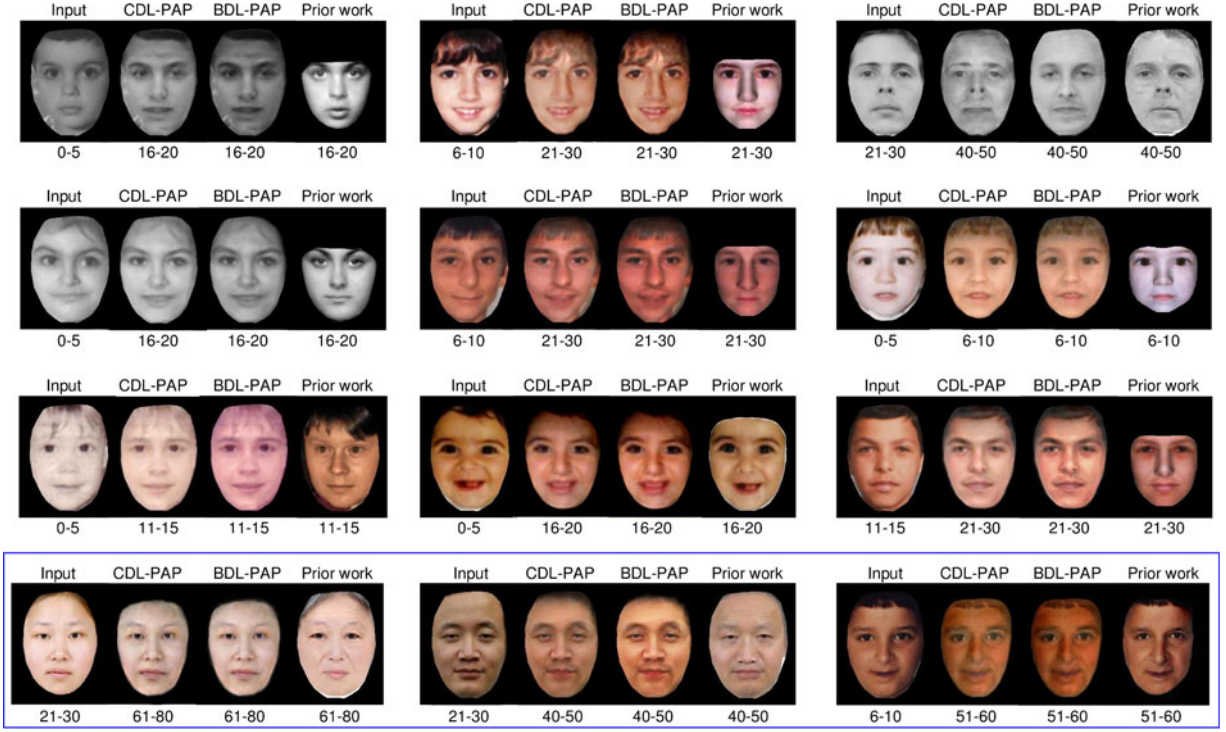 Input CDL-PAP BDL-PAP Prior work Input CDL-PAP BDL-PAP Prior work Input CDL-PAP BDL-PAP Prior work
0-5 16-20 16-20 16-20 6-10 21-30 21-30 21-30 21-30 40-50 40-50 40-50
Input CDL-PAP BDL-PAP Prior work Input CDL-PAP BDL-PAP Prior work Input CDL-PAP BDL-PAP Prior work
0-5 16-20 16-20 16-20 6-10 21-30 21-30 21-30 0-5 6-10 6-10 6-10
Input CDL-PAP BDL-PAP Prior work Input CDL-PAP BDL-PAP Prior work Input CDL-PAP BDL-PAP Prior work
0-5 11-15 11-15 11-15 0-5 16-20 16-20 16-20 11-15 21-30 21-30 21-30
Input CDL-PAP BDL-PAP Prior work Input CDL-PAP BDL-PAP Prior work Input CDL-PAP BDL-PAP Prior work
21-30 61-80 61-80 61-80 21-30 40-50 40-50 40-50 6-10 51-60 51-60 51-60